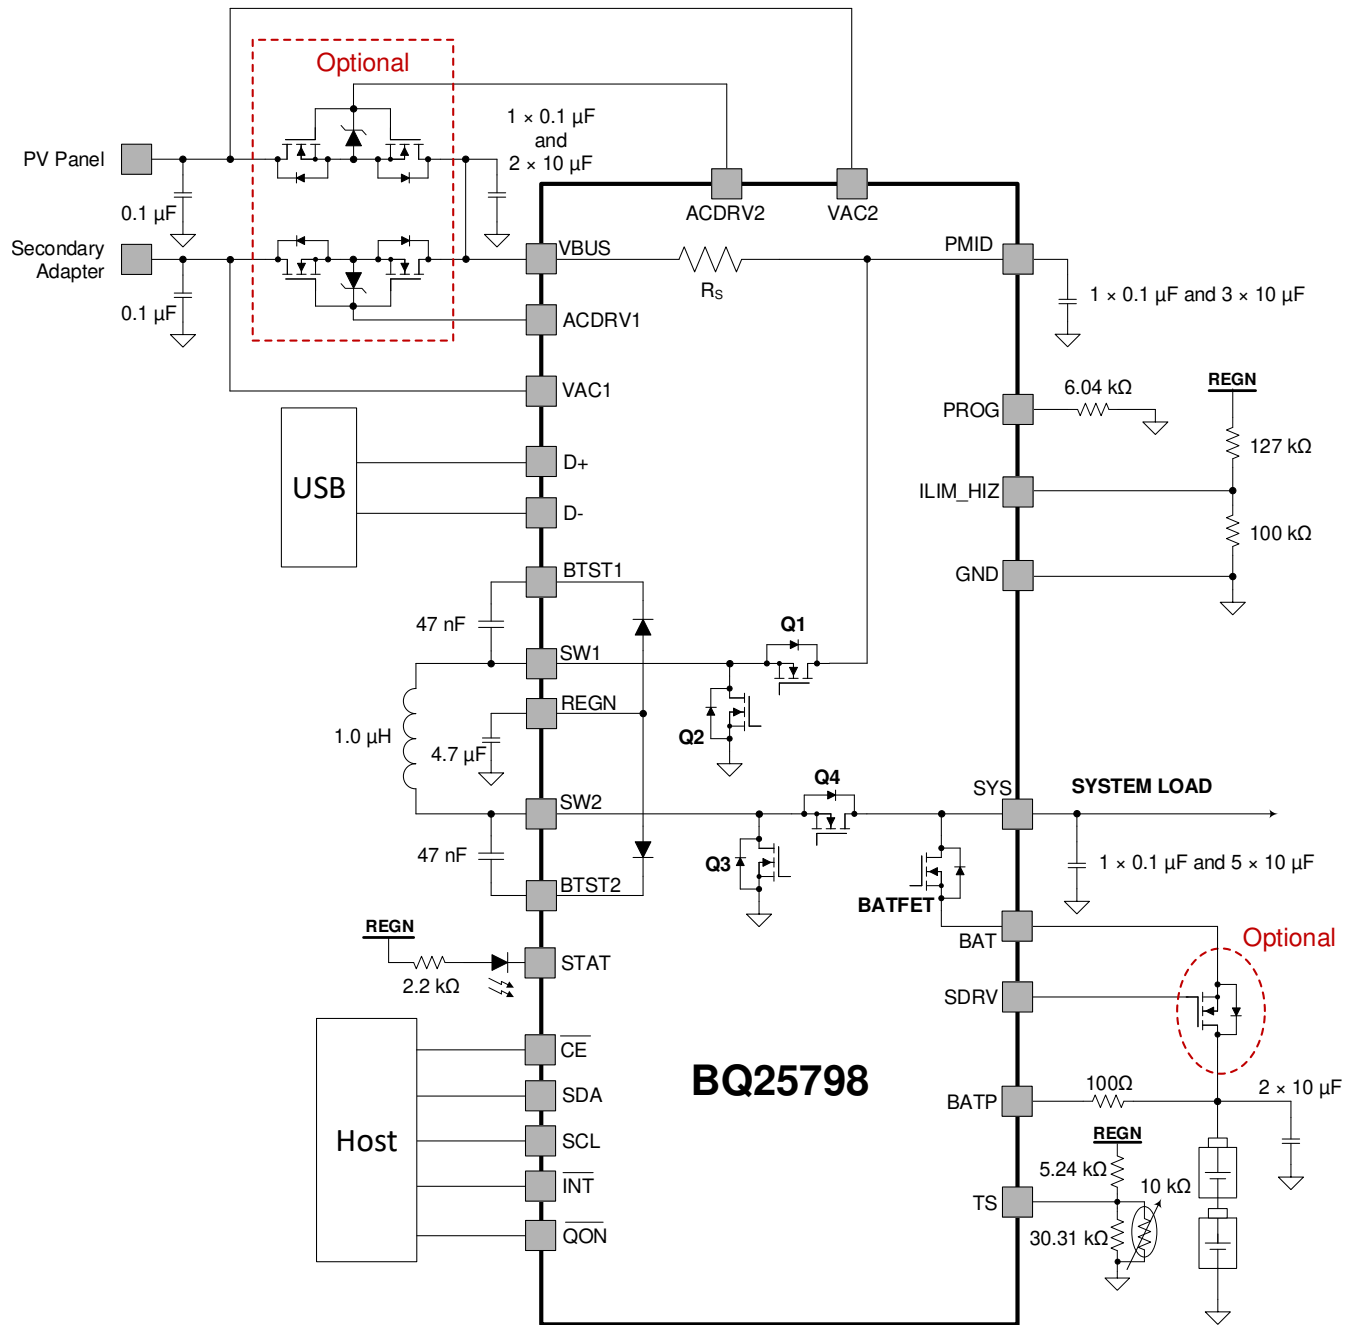 Optional
1 × 0.1 µF
and
2 × 10 µF
PV Panel
0.1 µF
Secondary
Adapter
0.1 µF
ACDRV2
VAC2
VBUS
RS
PMID
1 × 0.1 µF and 3 × 10 µF
ACDRV1
VAC1
PROG
6.04 kΩ
REGN
127 kΩ
ILIM_HIZ
100 kΩ
GND
USB
D+
D-
BTST1
47 nF
SW1
Q1
REGN
Q2
1.0 µH
4.7 µF
SW2
Q4
SYS
SYSTEM LOAD
47 nF
Q3
1 × 0.1 µF and 5 × 10 µF
BTST2
BATFET
REGN
BAT
Optional
2.2 kΩ
STAT
SDRV
Host
CE
SDA
SCL
INT
QON
BQ25798
BATP
100Ω
2 × 10 µF
REGN
5.24 kΩ
10 kΩ
TS
30.31 kΩ